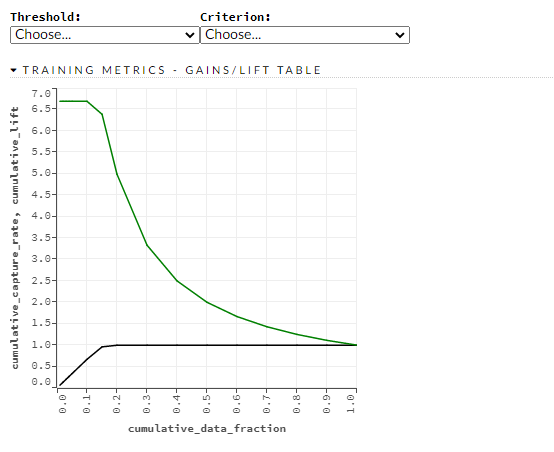 Threshold: Criterion:
Choose... Choose...
TRAINING METRICS - GAINS/LIFT TABLE
cumulative_capture_rate, cumulative_lift
7.0
6.5
6.0
5.5
5.0
4.5
4.0
3.5
3.0
2.5
2.0
1.5
1.0
0.5
0.0
0.0 0.1 0.2 0.3 0.4 0.5 0.6 0.7 0.8 0.9 1.0
cumulative_data_fraction